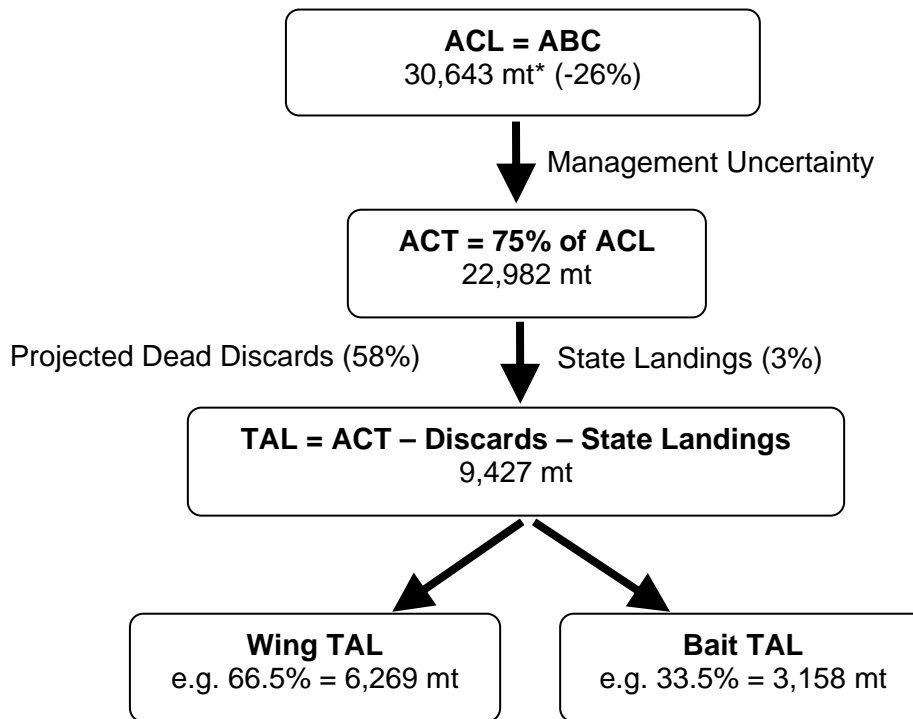 ACL = ABC
30,643 mt* (-26%)
Management Uncertainty
ACT = 75% of ACL
22,982 mt
Projected Dead Discards (58%)
State Landings (3%)
TAL = ACT – Discards – State Landings
9,427 mt
Wing TAL
e.g. 66.5% = 6,269 mt
Bait TAL
e.g. 33.5% = 3,158 mt